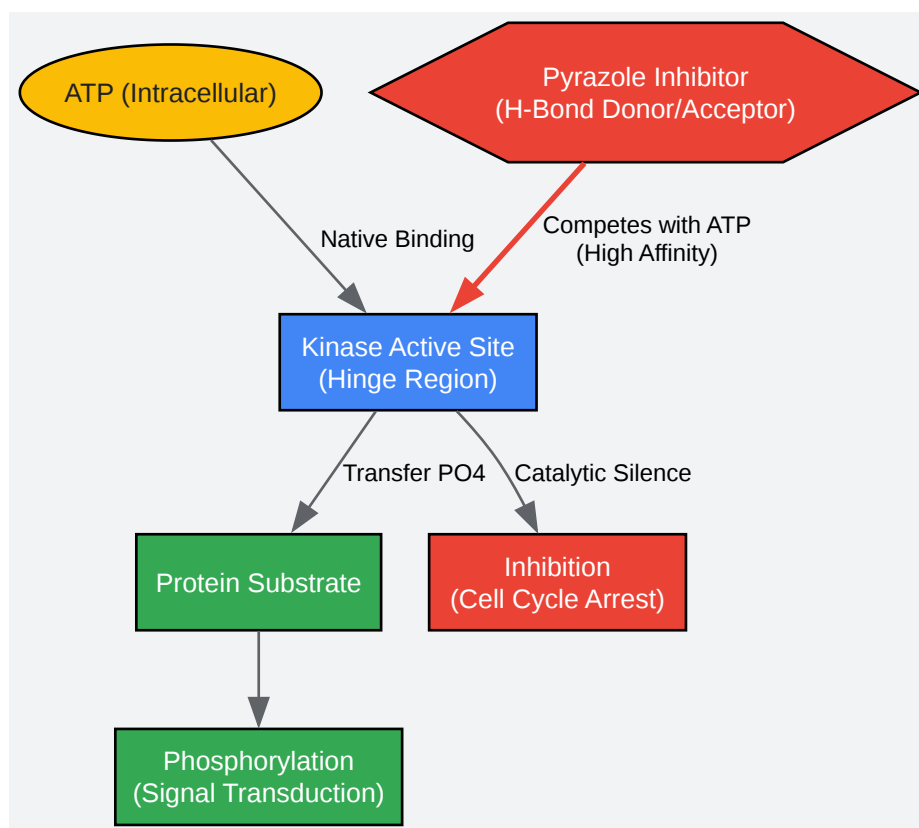 ATP (Intracellular)
Pyrazole Inhibitor
(H-Bond Donor/Acceptor)
Native Binding
Competes with ATP
(High Affinity)
Kinase Active Site
(Hinge Region)
Transfer PO4
Catalytic Silence
Protein Substrate
Inhibition
(Cell Cycle Arrest)
Phosphorylation
(Signal Transduction)